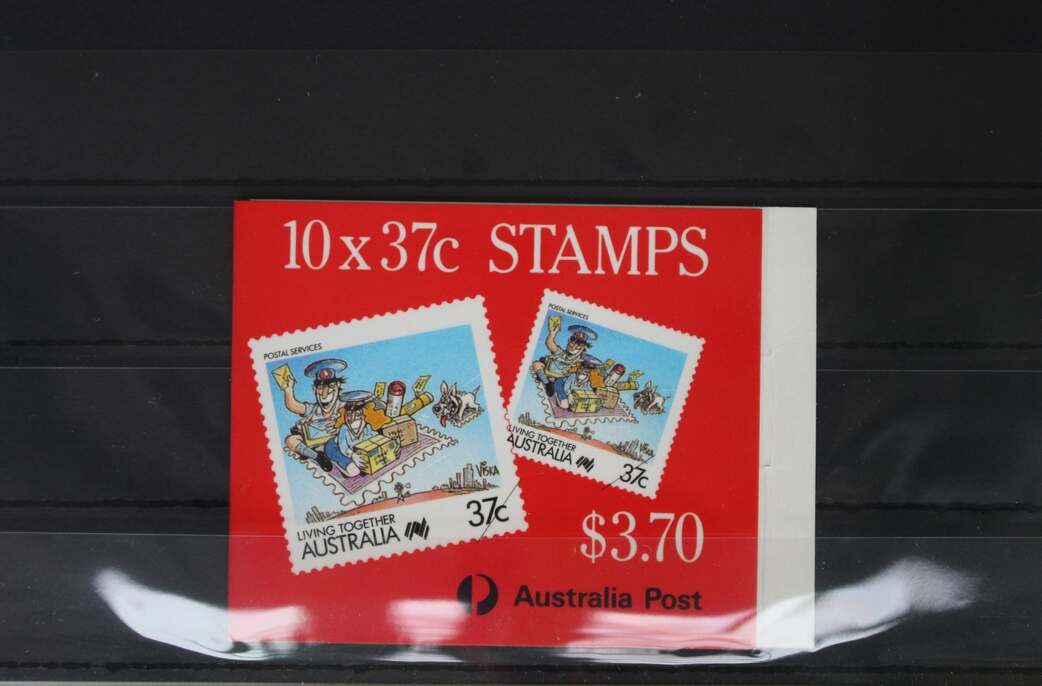 10 x 37c STAMPS
POSTAL SERVICES
VISKA
37c
LIVING TOGETHER
AUSTRALIA
POSTAL SERVICES
LIVING TOGETHER
AUSTRALIA
37c
$3.70
Australia Post